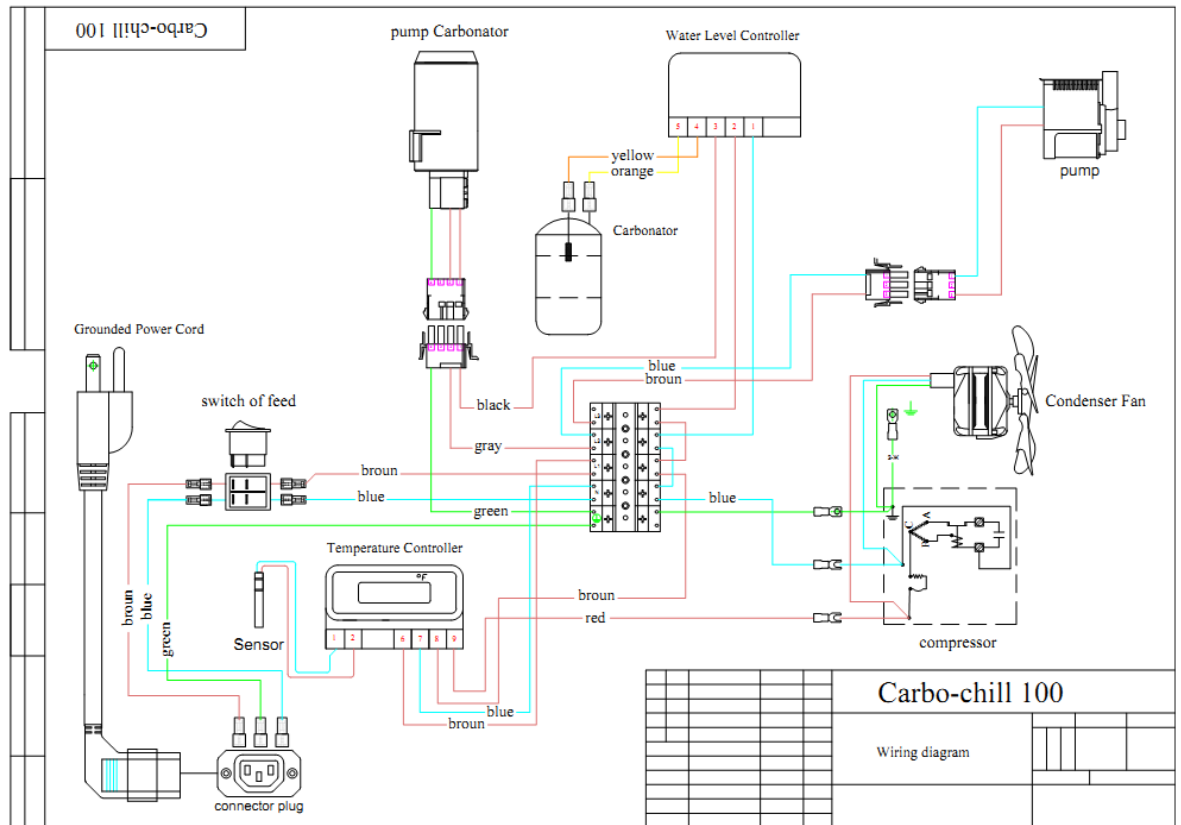 Carbo-chill 100
pump Carbonator
Water Level Controller
5 4 3 2 1
pump
yellow
orange
Carbonator
Grounded Power Cord
blue
broun
switch of feed
black
Condenser Fan
gray
broun
blue
blue
green
Temperature Controller
°F
A
C
broun
red
Sensor
1 2 6 7 8 9
compressor
broun
blue
green
blue
broun
connector plug
Carbo-chill 100
Wiring diagram